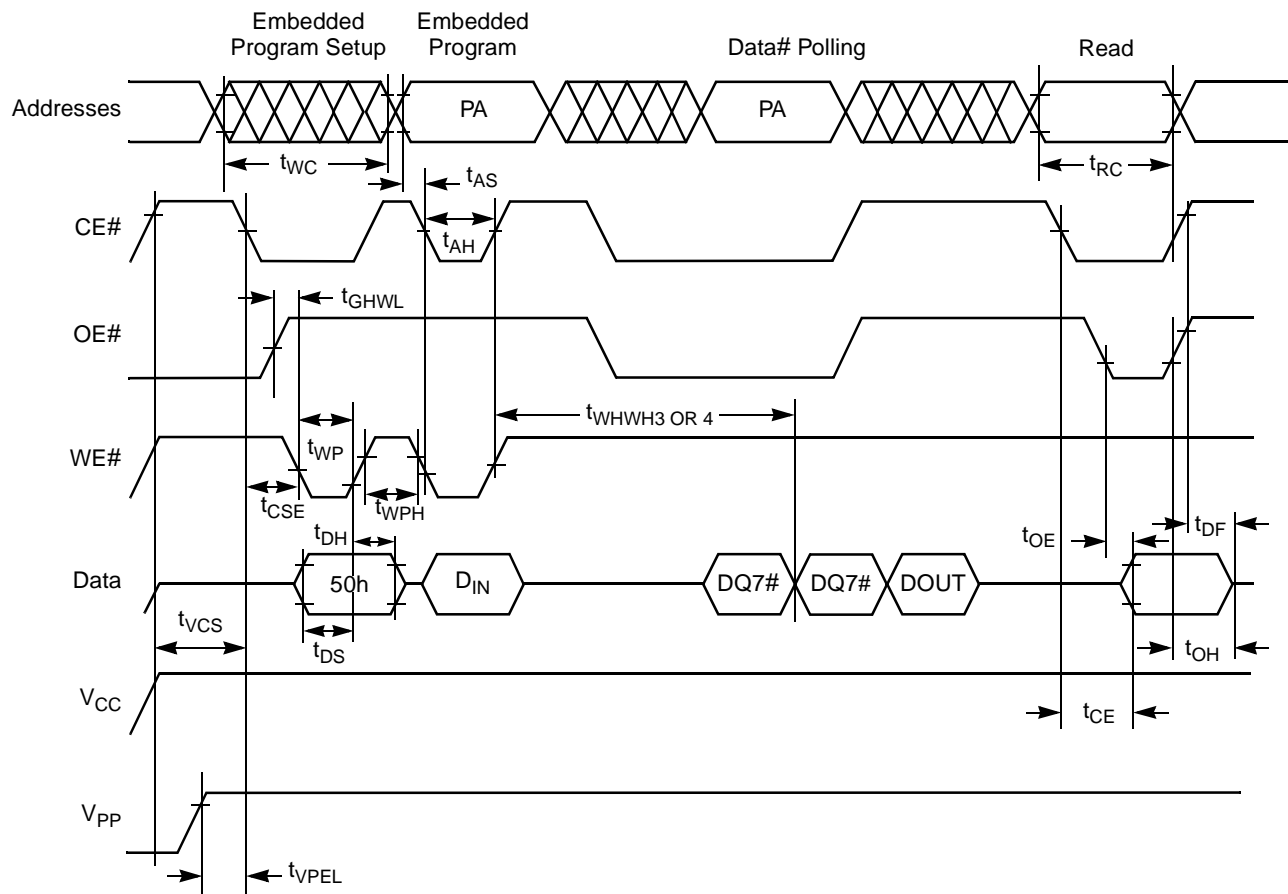 Embedded
Program Setup
Embedded
Program
Data# Polling
Read
Addresses
PA
PA
tWC
tAS
tRC
CE#
tAH
tGHWL
OE#
tWHWH3 OR 4
WE#
tWP
tCSE
tWPH
tDH
tOE
tDF
Data
50h
DIN
DQ7#
DQ7#
DOUT
tVCS
tDS
tOH
VCC
tCE
VPP
tVPEL